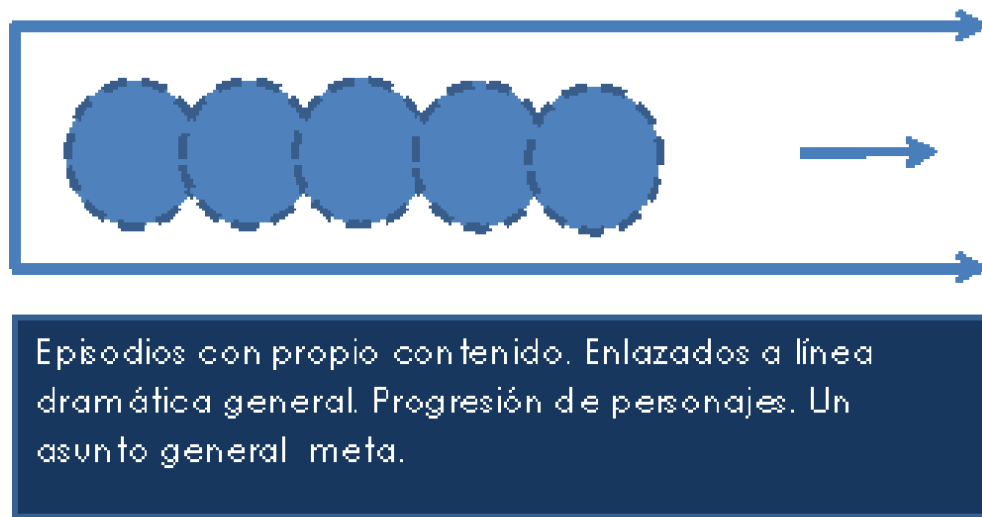 Episodios con propio contenido. Enlazados a línea
dramática general. Progresión de personajes. Un
asunto general  meta.